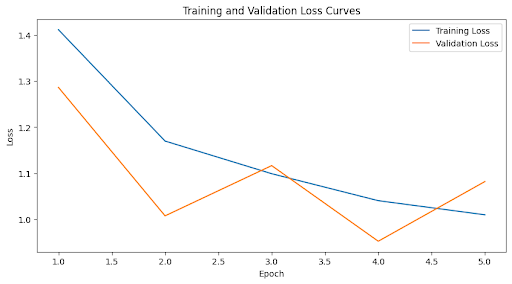 Training and Validation Loss Curves
Training Loss
Validation Loss
1.4
1.3
1.2
1.1
1.0
Loss
1.0 1.5 2.0 2.5 3.0 3.5 4.0 4.5 5.0
Epoch